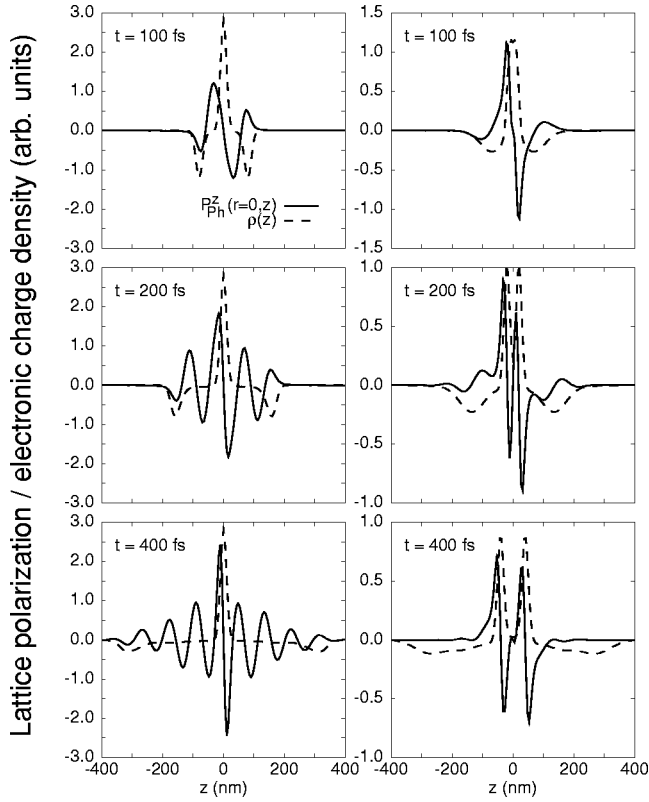 Lattice polarization / electronic charge density (arb. units)
3.0
2.0
1.0
0.0
-1.0
-2.0
3.0
t = 100 fs
P^z_Ph (r=0,z)
ρ(z)
1.5
1.0
0.5
0.0
-0.5
-1.0
1.5
t = 100 fs
3.0
2.0
1.0
0.0
-1.0
-2.0
3.0
t = 200 fs
1.0
0.5
0.0
-0.5
-1.0
t = 200 fs
3.0
2.0
1.0
0.0
-1.0
-2.0
3.0
t = 400 fs
-400 -200 0 200 400
z (nm)
1.0
0.5
0.0
-0.5
1.0
t = 400 fs
-400 -200 0 200 400
z (nm)